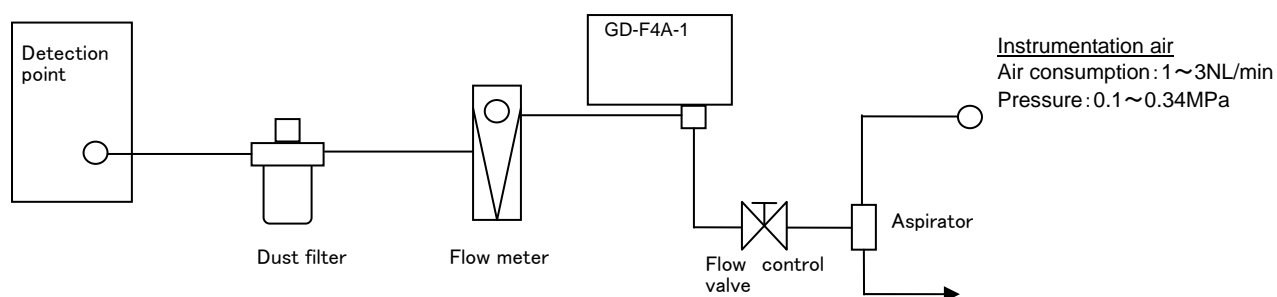 Detection
point
GD-F4A-1
Instrumentation air
Air consumption：1～3NL/min
Pressure：0.1～0.34MPa
Dust filter
Flow meter
Flow control
valve
Aspirator